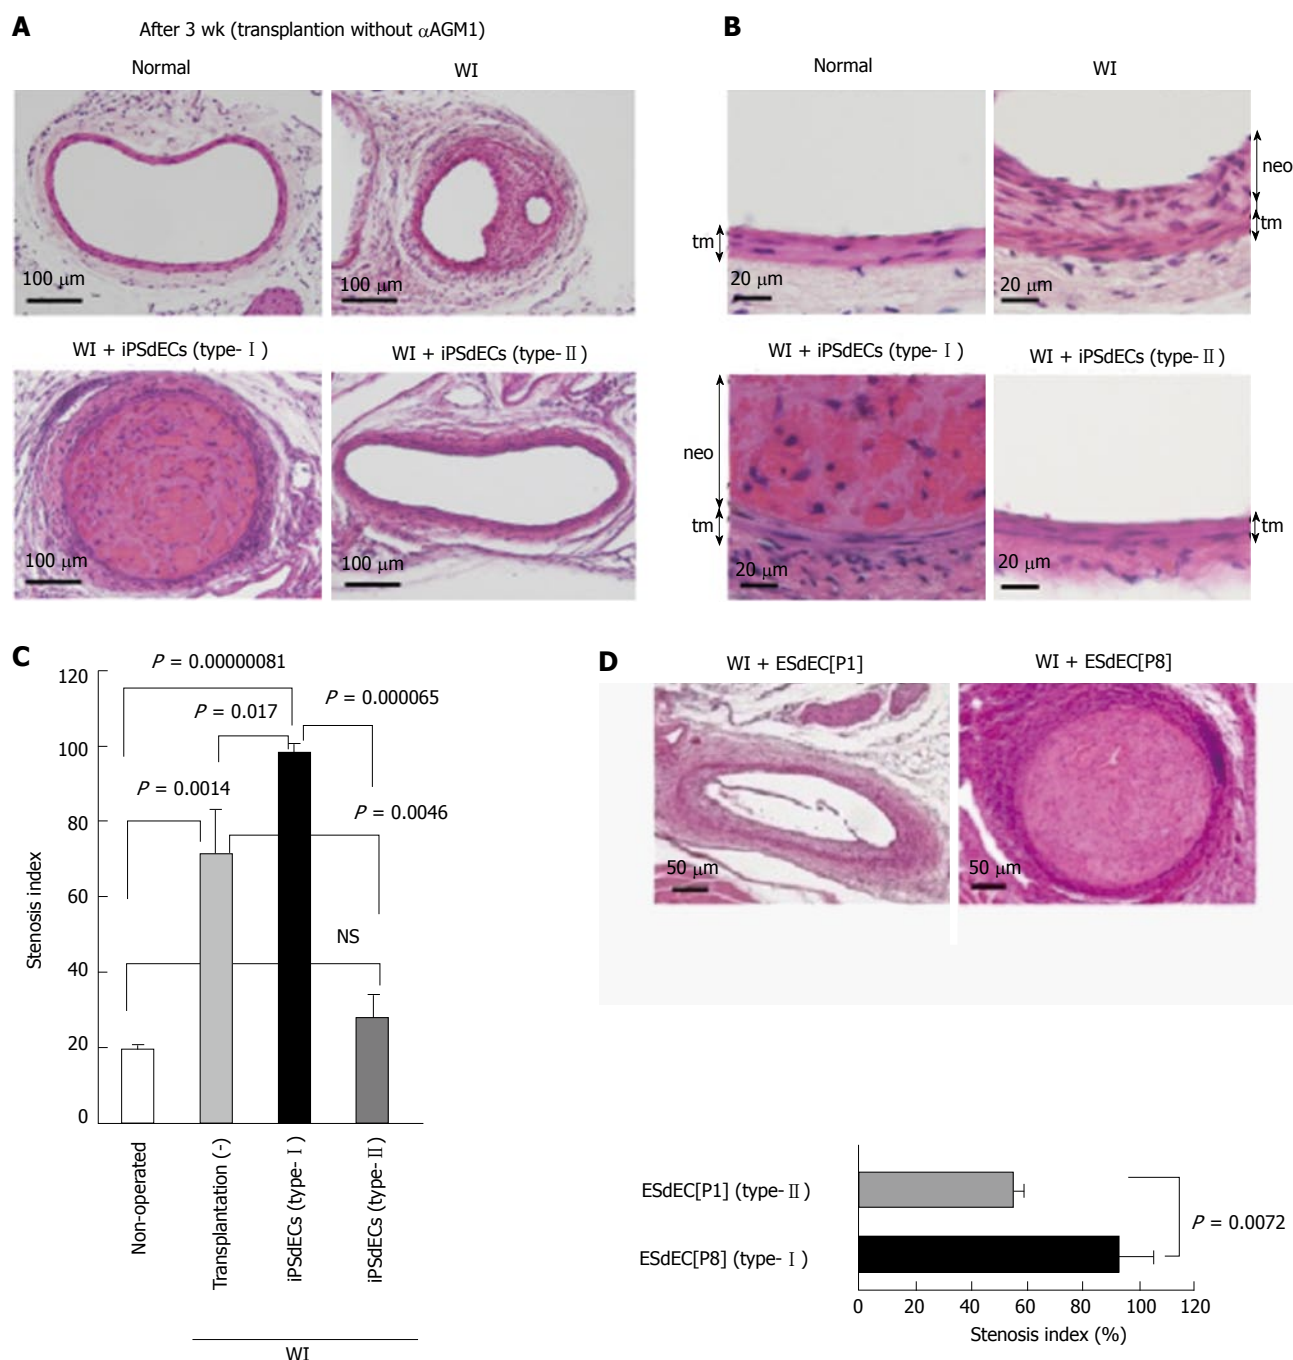 A
After 3 wk (transplantion without αAGM1)
Normal
WI
100 μm
100 μm
WI + iPSdECs (type-Ⅰ)
WI + iPSdECs (type-Ⅱ)
100 μm
100 μm
B
Normal
WI
tm
neo
tm
20 μm
20 μm
WI + iPSdECs (type-Ⅰ)
WI + iPSdECs (type-Ⅱ)
neo
tm
tm
20 μm
20 μm
C
P = 0.00000081
P = 0.017
P = 0.000065
P = 0.0014
P = 0.0046
NS
Stenosis index
120
100
80
60
40
20
0
Non-operated
Transplantation (-)
iPSdECs (type-Ⅰ)
iPSdECs (type-Ⅱ)
WI
D
WI + ESdEC[P1]
WI + ESdEC[P8]
50 μm
50 μm
ESdEC[P1] (type-Ⅱ)
ESdEC[P8] (type-Ⅰ)
P = 0.0072
0 20 40 60 80 100 120
Stenosis index (%)